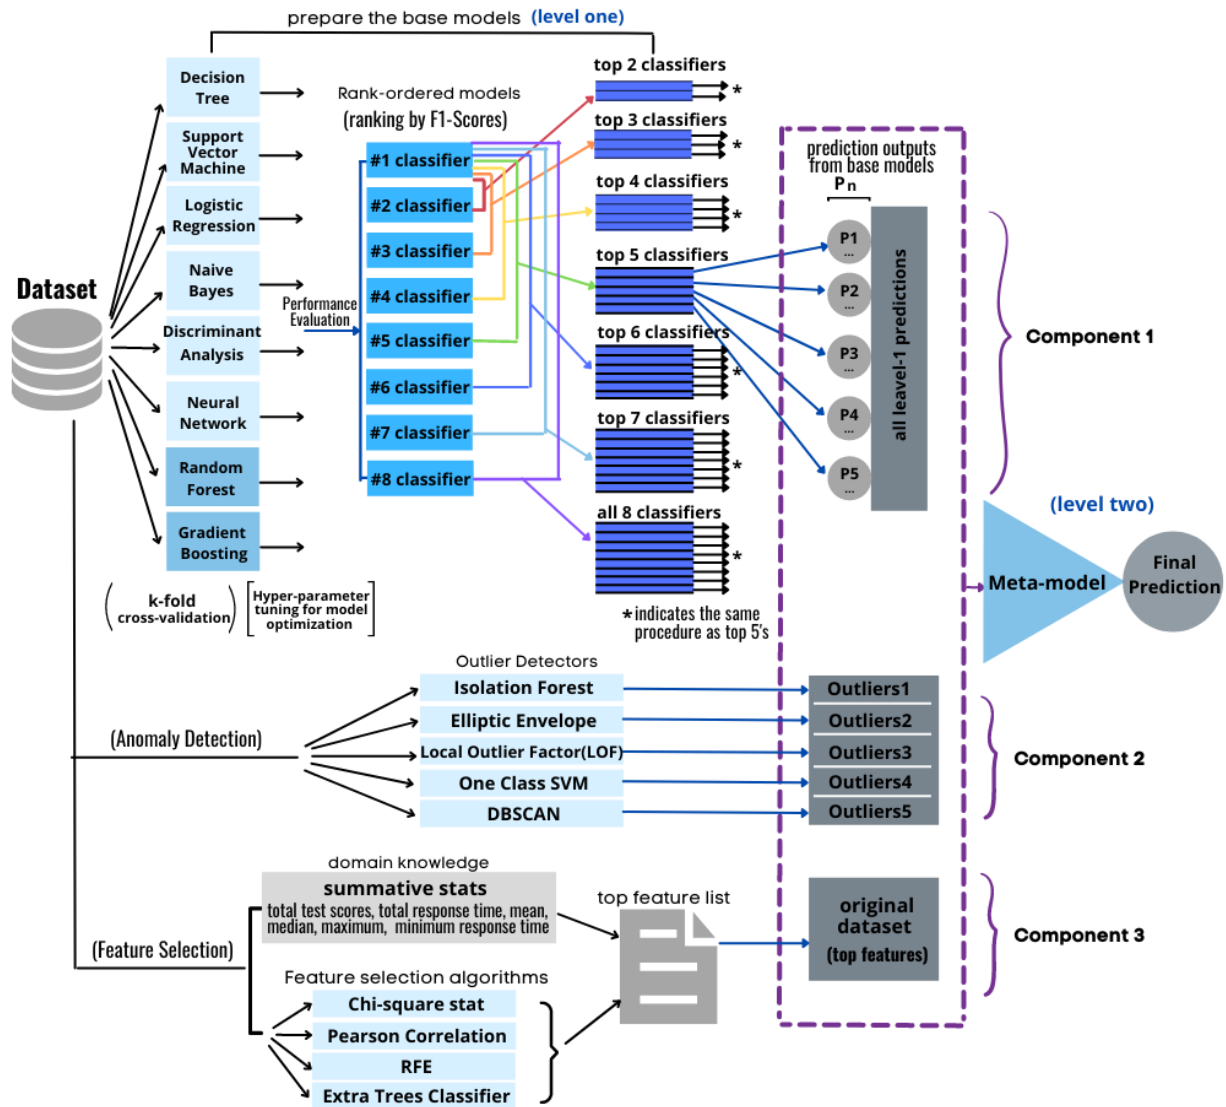 prepare the base models (level one)
Decision
Tree
Support
Vector
Machine
Logistic
Regression
Naive
Bayes
Discriminant
Analysis
Neural
Network
Random
Forest
Gradient
Boosting
Dataset
(k-fold
cross-validation)
[Hyper-parameter
tuning for model
optimization]
Performance
Evaluation
Rank-ordered models
(ranking by F1-Scores)
#1 classifier
#2 classifier
#3 classifier
#4 classifier
#5 classifier
#6 classifier
#7 classifier
#8 classifier
top 2 classifiers
*
top 3 classifiers
*
top 4 classifiers
*
top 5 classifiers
top 6 classifiers
*
top 7 classifiers
*
all 8 classifiers
*
*indicates the same
procedure as top 5's
prediction outputs
from base models
Pn
P1
...
P2
...
P3
...
P4
...
P5
...
all leavel-1 predictions
Component 1
(level two)
Meta-model
Final
Prediction
(Anomaly Detection)
Outlier Detectors
Isolation Forest
Elliptic Envelope
Local Outlier Factor(LOF)
One Class SVM
DBSCAN
Outliers1
Outliers2
Outliers3
Outliers4
Outliers5
Component 2
(Feature Selection)
domain knowledge
summative stats
total test scores, total response time, mean,
median, maximum, minimum response time
Feature selection algorithms
Chi-square stat
Pearson Correlation
RFE
Extra Trees Classifier
top feature list
original
dataset
(top features)
Component 3